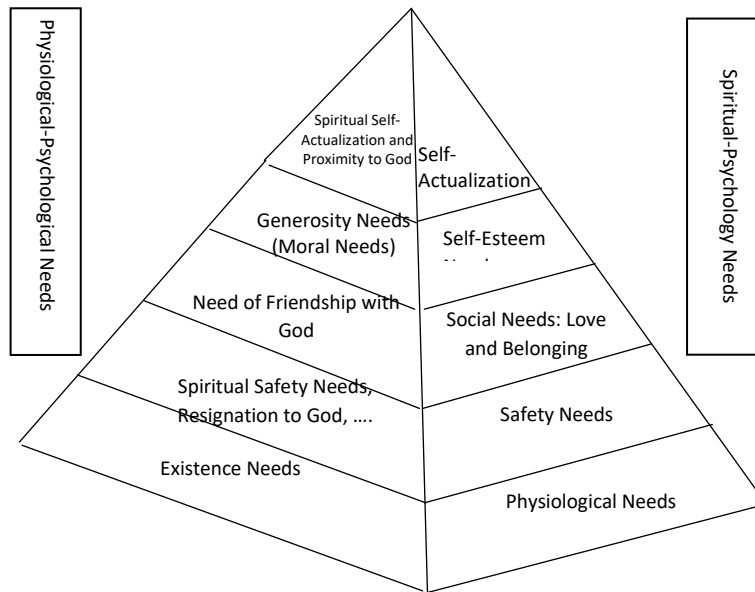 Physiological-Psychological Needs
Spiritual-Psychology Needs
Spiritual Self-
Actualization and
Proximity to God
Self-
Actualization
Generosity Needs
(Moral Needs)
Self-Esteem
Need of Friendship with
God
Social Needs: Love
and Belonging
Spiritual Safety Needs,
Resignation to God, ....
Safety Needs
Existence Needs
Physiological Needs